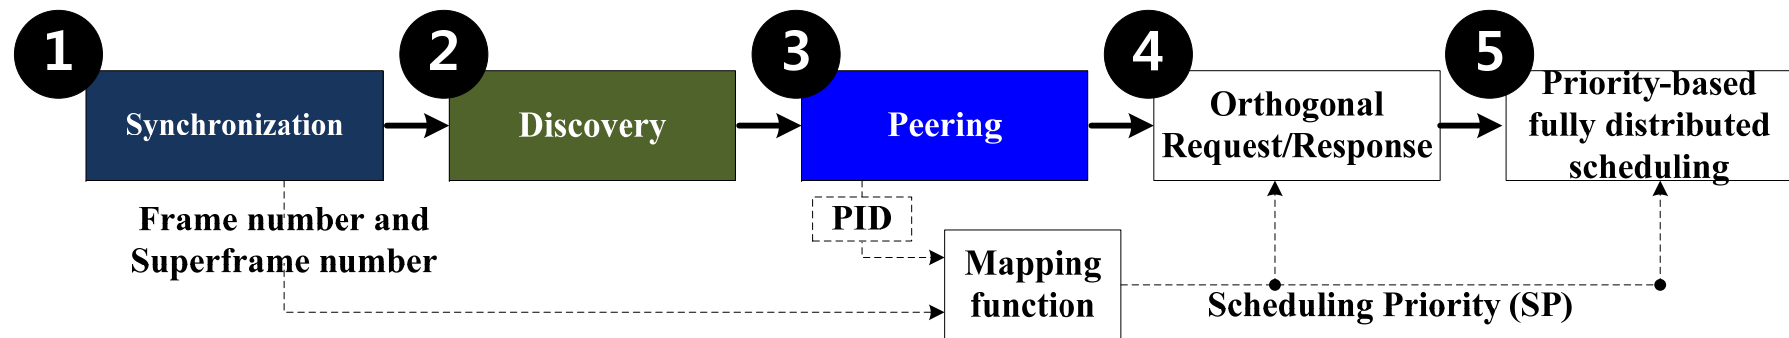 1
2
3
4
5
Synchronization
Discovery
Peering
Orthogonal
Request/Response
Priority-based
fully distributed
scheduling
Frame number and
Superframe number
PID
Mapping
function
Scheduling Priority (SP)